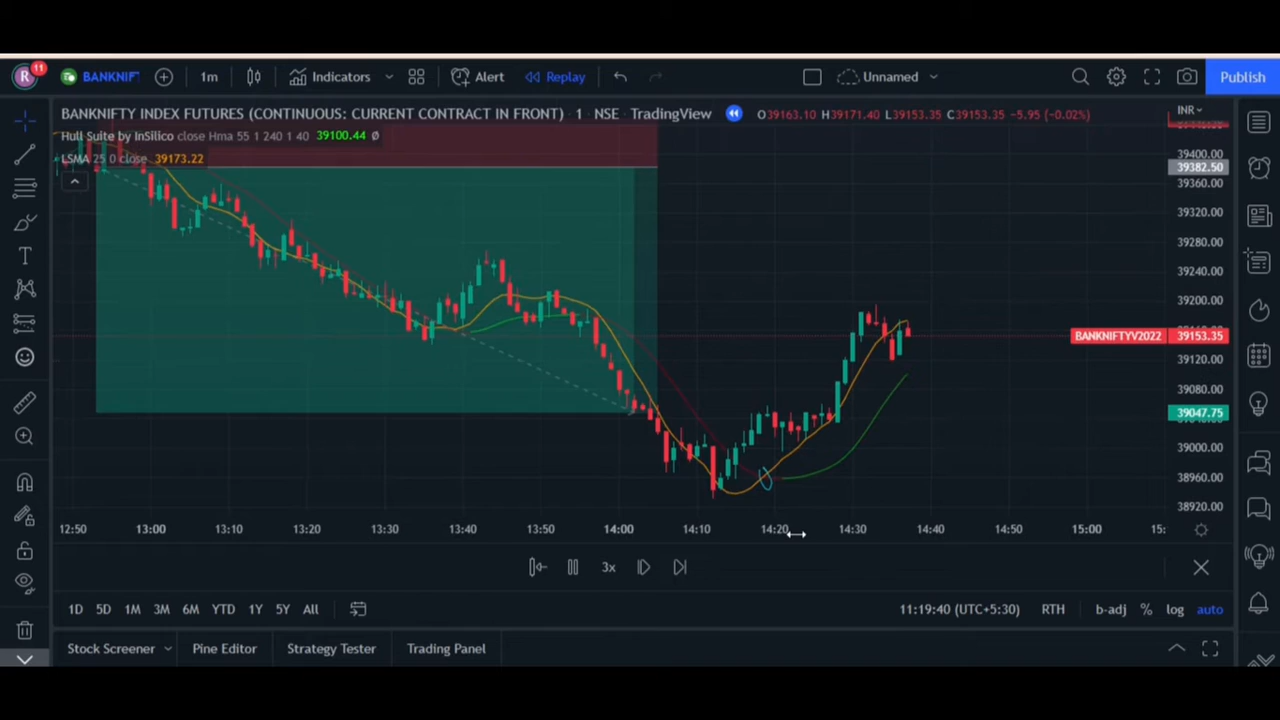 R 11 BANKNIF 1m Indicators Alert Replay Unnamed Publish
BANKNIFTY INDEX FUTURES (CONTINUOUS: CURRENT CONTRACT IN FRONT) · 1 · NSE · TradingView O39163.10 H39171.40 L39153.35 C39153.35 -5.95 (-0.02%) INR
Hull Suite by InSilico close Hma 55 1 240 1 40 39100.44 Ø
LSMA 25 0 close 39173.22
39400.00
39382.50
39360.00
39320.00
39280.00
39240.00
39200.00
BANKNIFTYV2022 39153.35
39120.00
39080.00
39047.75
39000.00
38960.00
38920.00
12:50 13:00 13:10 13:20 13:30 13:40 13:50 14:00 14:10 14:20 14:30 14:40 14:50 15:00 15:
3x
1D 5D 1M 3M 6M YTD 1Y 5Y All 11:19:40 (UTC+5:30) RTH b-adj % log auto
Stock Screener Pine Editor Strategy Tester Trading Panel